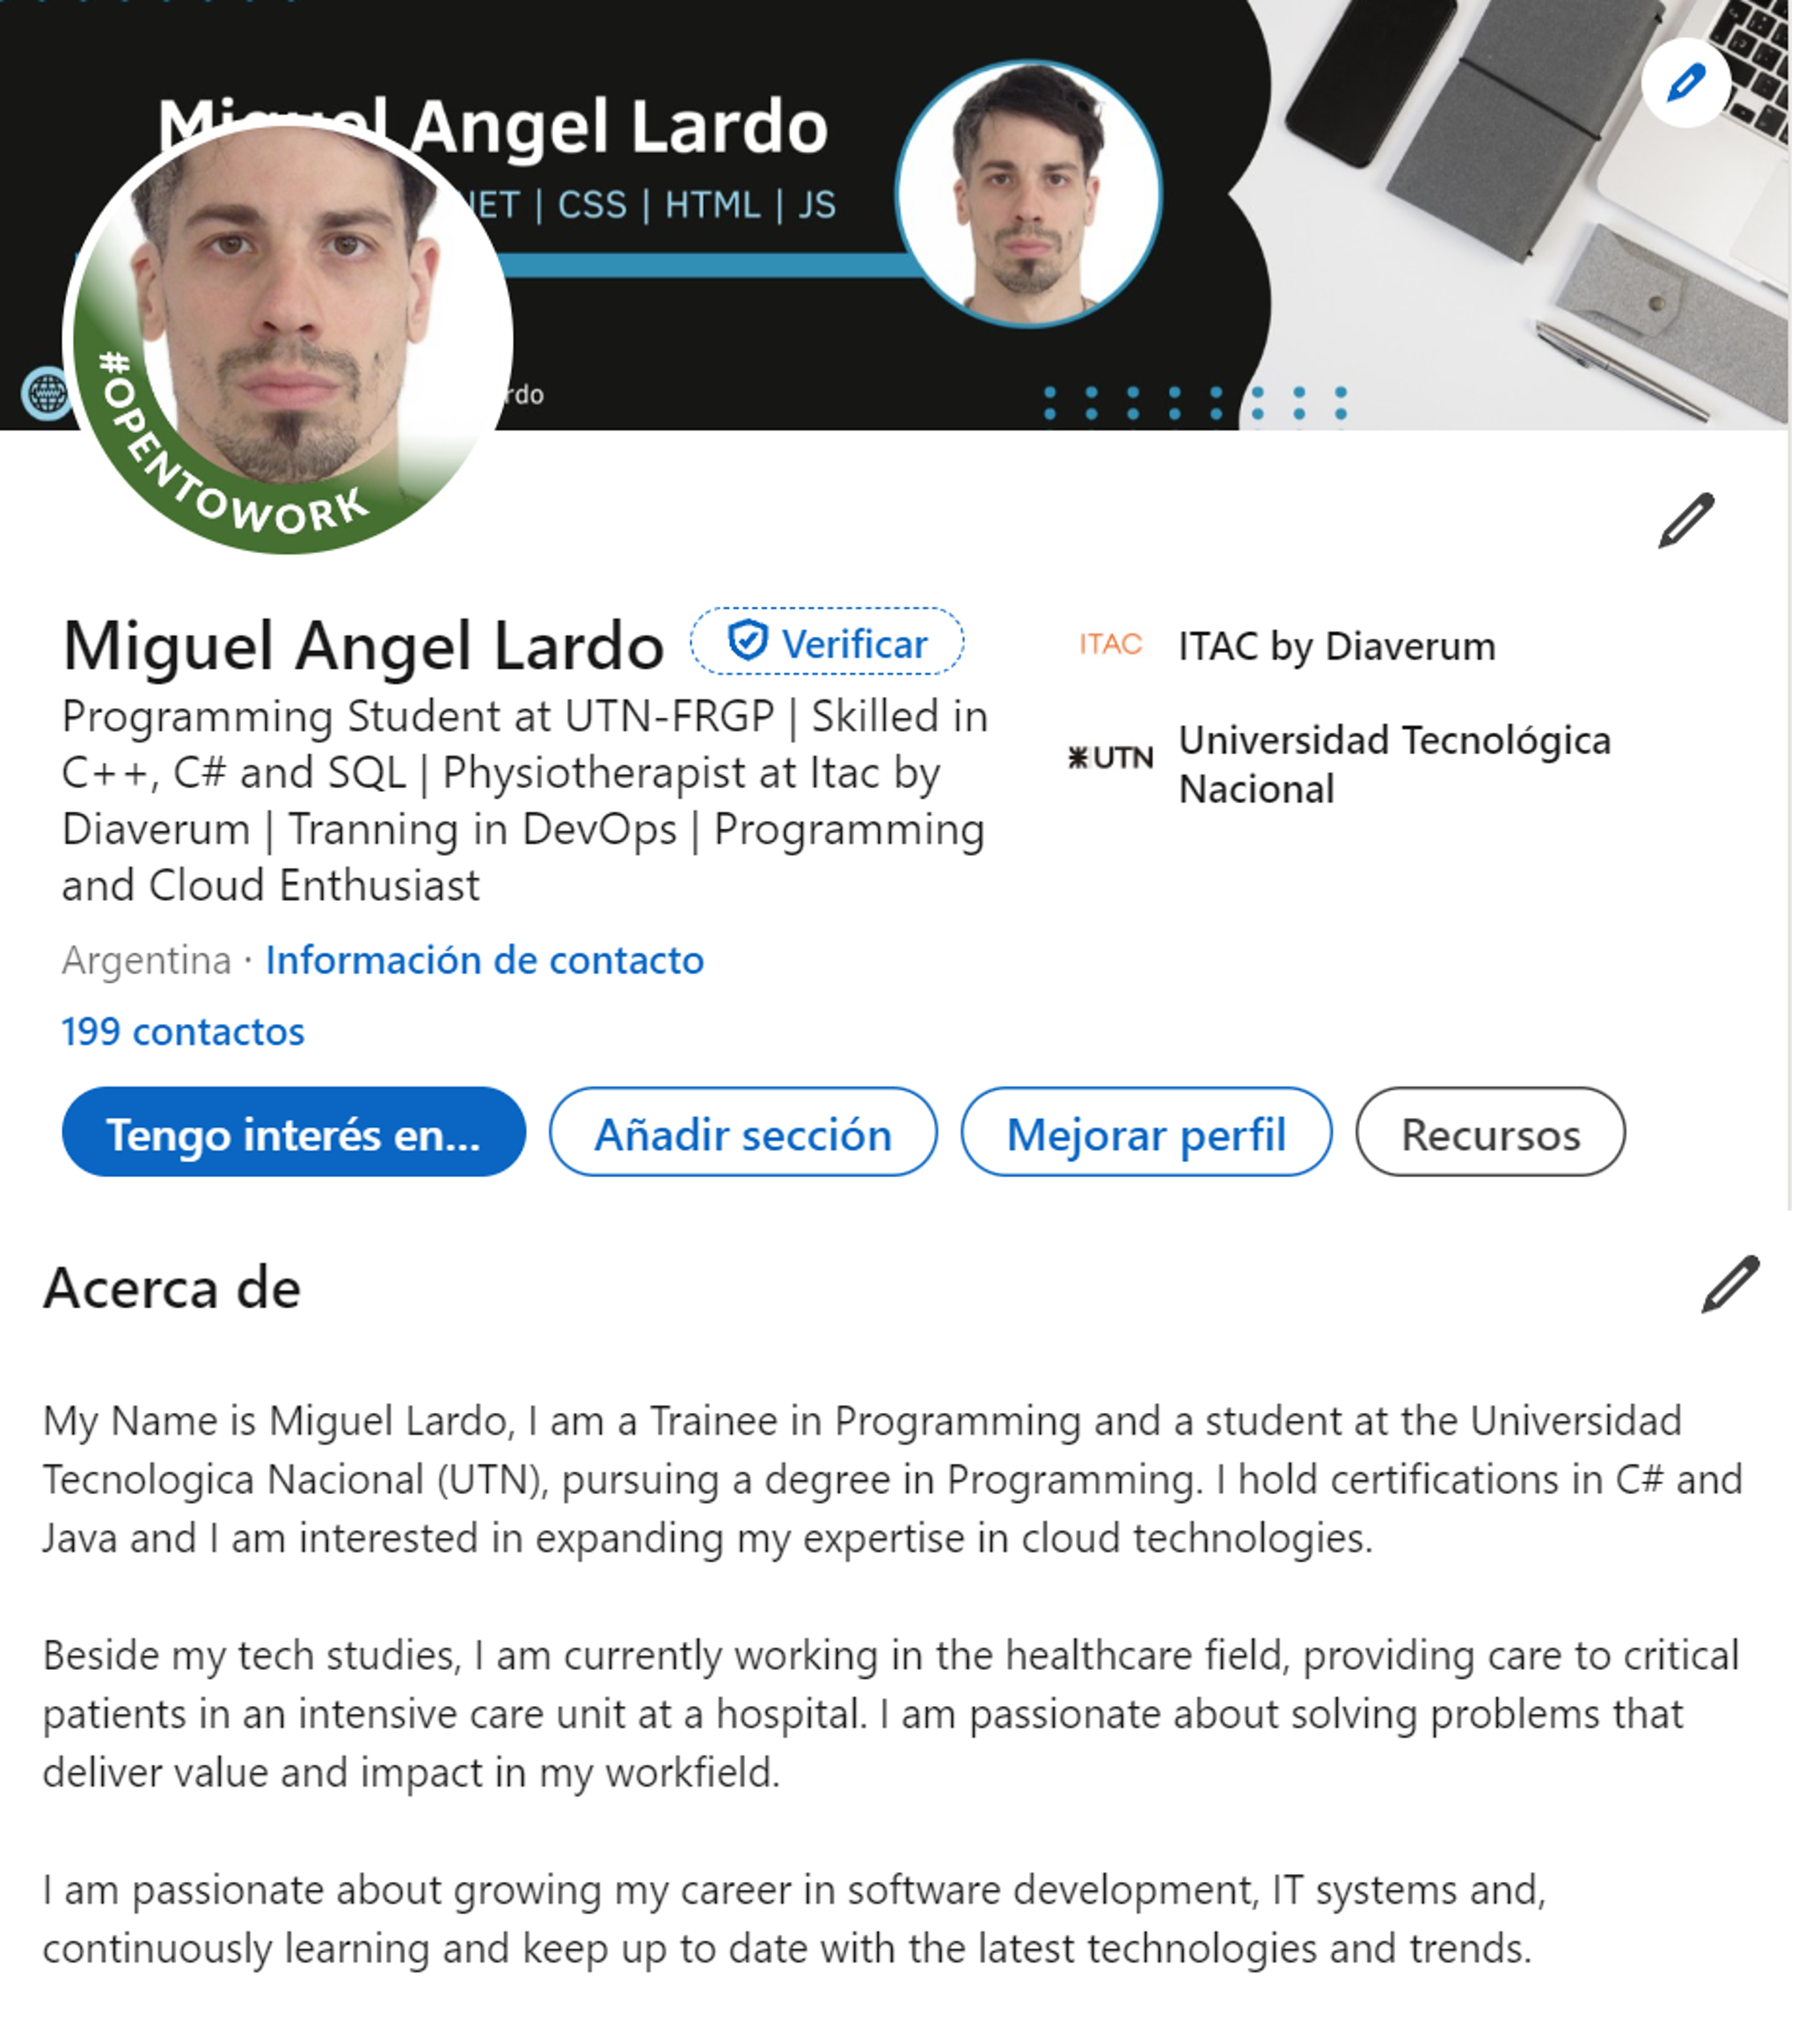 Miguel Angel Lardo
NET | CSS | HTML | JS
#OPENTOWORK
Miguel Angel Lardo
Verificar
Programming Student at UTN-FRGP | Skilled in
C++, C# and SQL | Physiotherapist at Itac by
Diaverum | Tranning in DevOps | Programming
and Cloud Enthusiast
ITAC
ITAC by Diaverum
UTN
Universidad Tecnológica
Nacional
Argentina · Información de contacto
199 contactos
Tengo interés en...
Añadir sección
Mejorar perfil
Recursos
Acerca de
My Name is Miguel Lardo, I am a Trainee in Programming and a student at the Universidad
Tecnologica Nacional (UTN), pursuing a degree in Programming. I hold certifications in C# and
Java and I am interested in expanding my expertise in cloud technologies.
Beside my tech studies, I am currently working in the healthcare field, providing care to critical
patients in an intensive care unit at a hospital. I am passionate about solving problems that
deliver value and impact in my workfield.
I am passionate about growing my career in software development, IT systems and,
continuously learning and keep up to date with the latest technologies and trends.